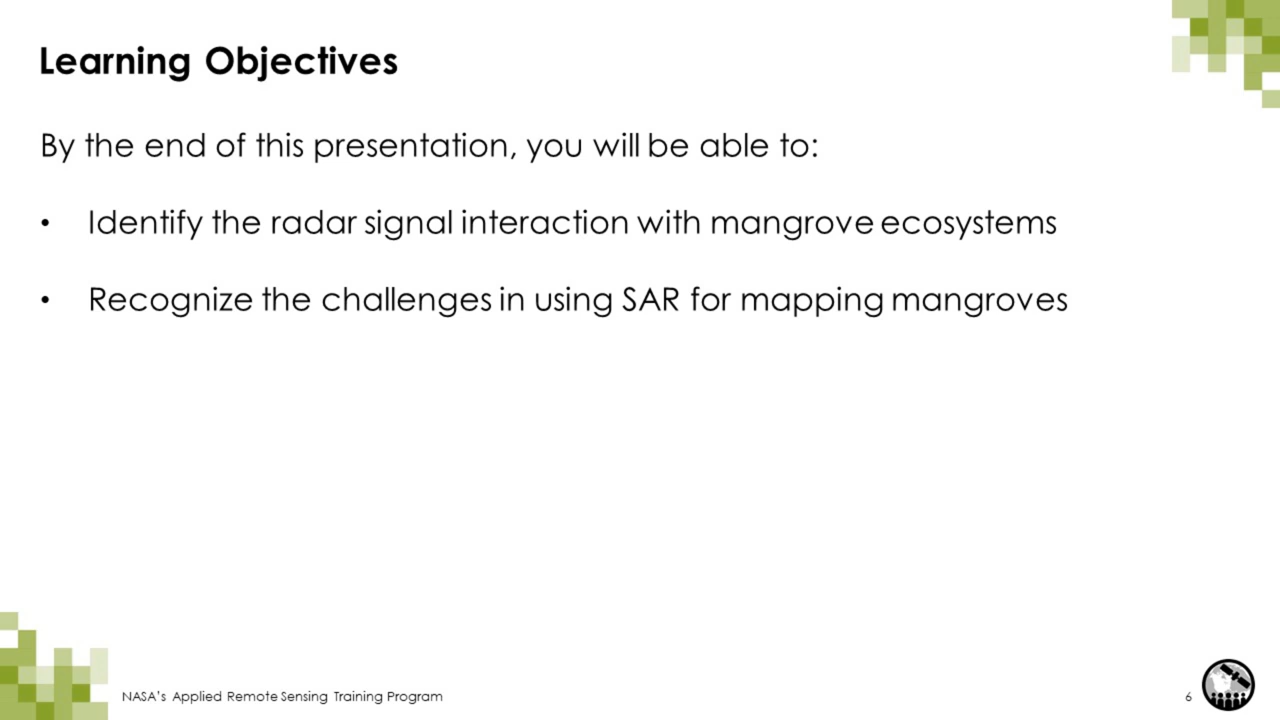 Learning Objectives
By the end of this presentation, you will be able to:
• Identify the radar signal interaction with mangrove ecosystems
• Recognize the challenges in using SAR for mapping mangroves
NASA's Applied Remote Sensing Training Program
6